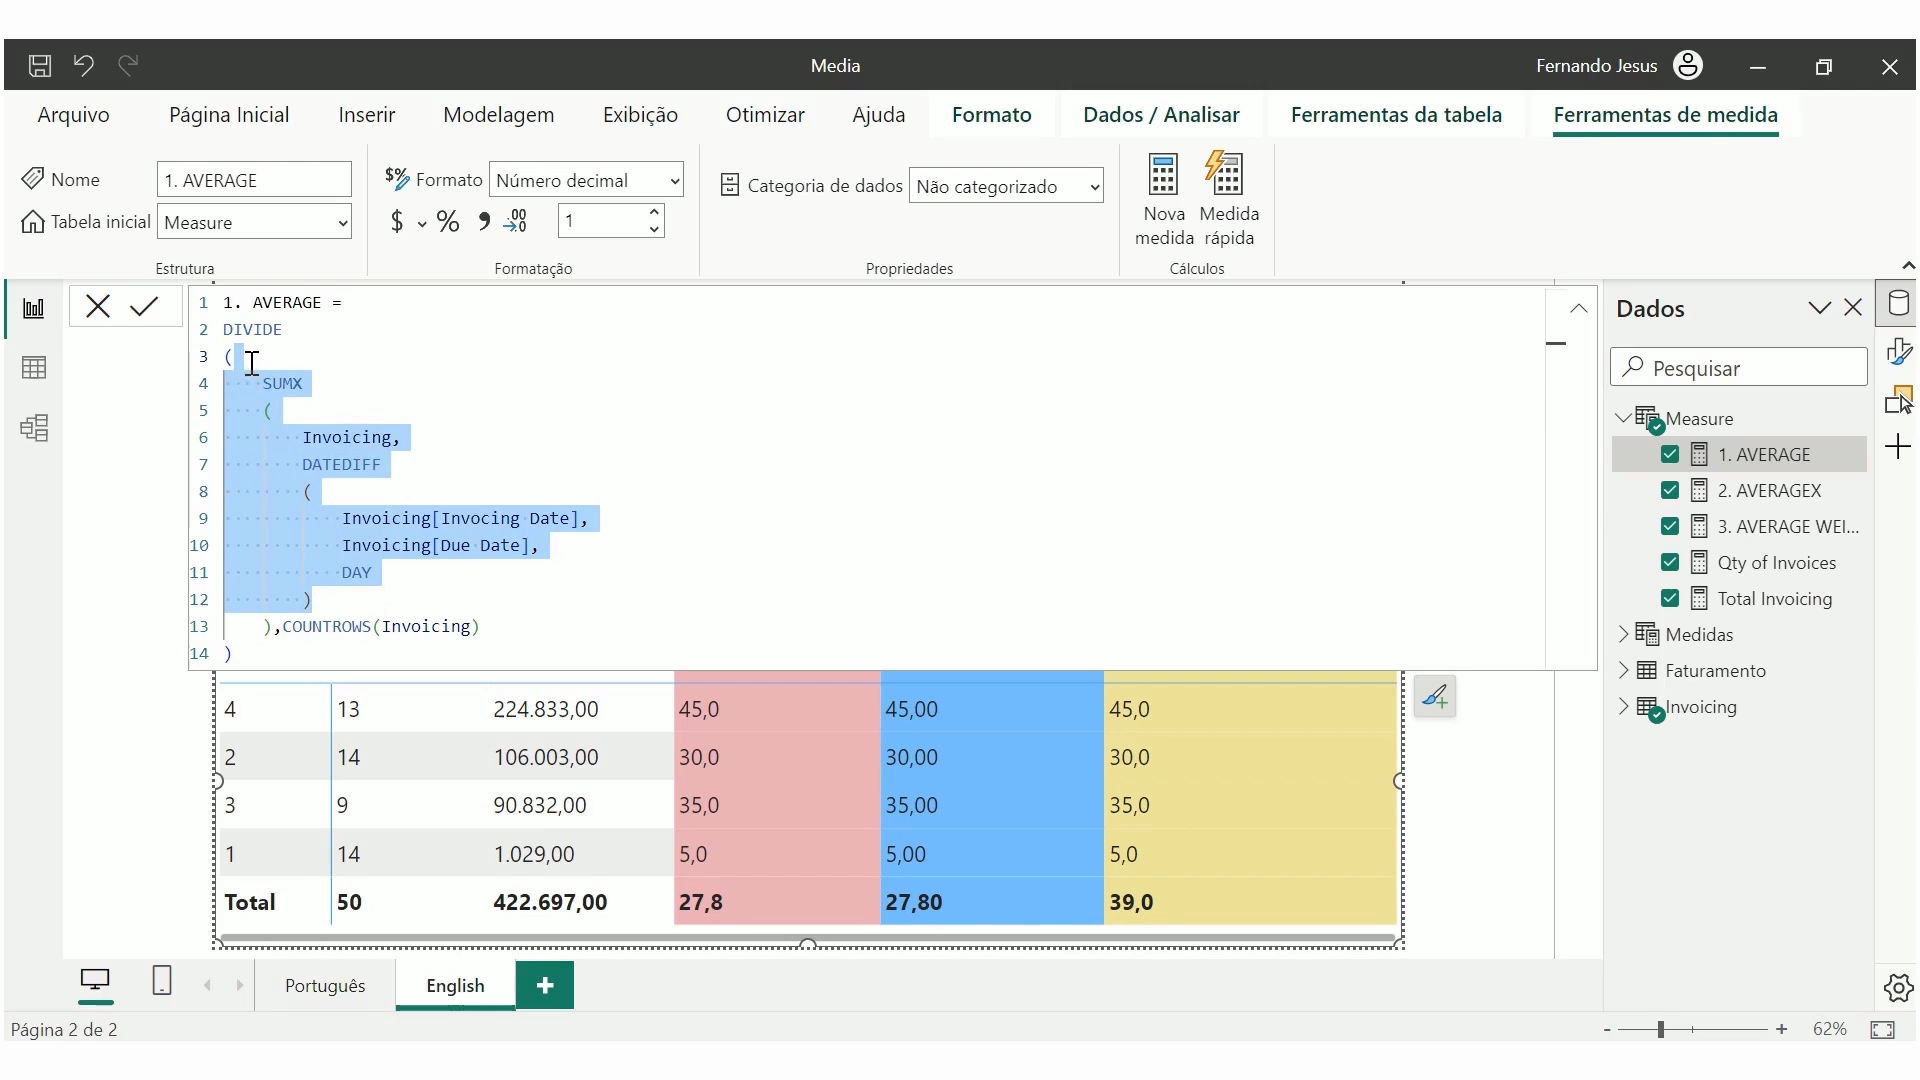 Media
Fernando Jesus
Arquivo Página Inicial Inserir Modelagem Exibição Otimizar Ajuda Formato Dados / Analisar Ferramentas da tabela Ferramentas de medida
Nome 1. AVERAGE
Tabela inicial Measure
Estrutura
$% Formato Número decimal
$ % 9 .00 0 1
Formatação
Categoria de dados Não categorizado
Propriedades
Nova medida
Medida rápida
Cálculos
1 1. AVERAGE =
2 DIVIDE
3 (
4 SUMX
5 (
6 Invoicing,
7 DATEDIFF
8 (
9 Invoicing[Invocing Date],
10 Invoicing[Due Date],
11 DAY
12 )
13 ),COUNTROWS(Invoicing)
14 )
4 13 224.833,00 45,0 45,00 45,0
2 14 106.003,00 30,0 30,00 30,0
3 9 90.832,00 35,0 35,00 35,0
1 14 1.029,00 5,0 5,00 5,0
Total 50 422.697,00 27,8 27,80 39,0
Dados
Pesquisar
Measure
1. AVERAGE
2. AVERAGEX
3. AVERAGE WEI...
Qty of Invoices
Total Invoicing
Medidas
Faturamento
Invoicing
Português English +
Página 2 de 2
- + 62%